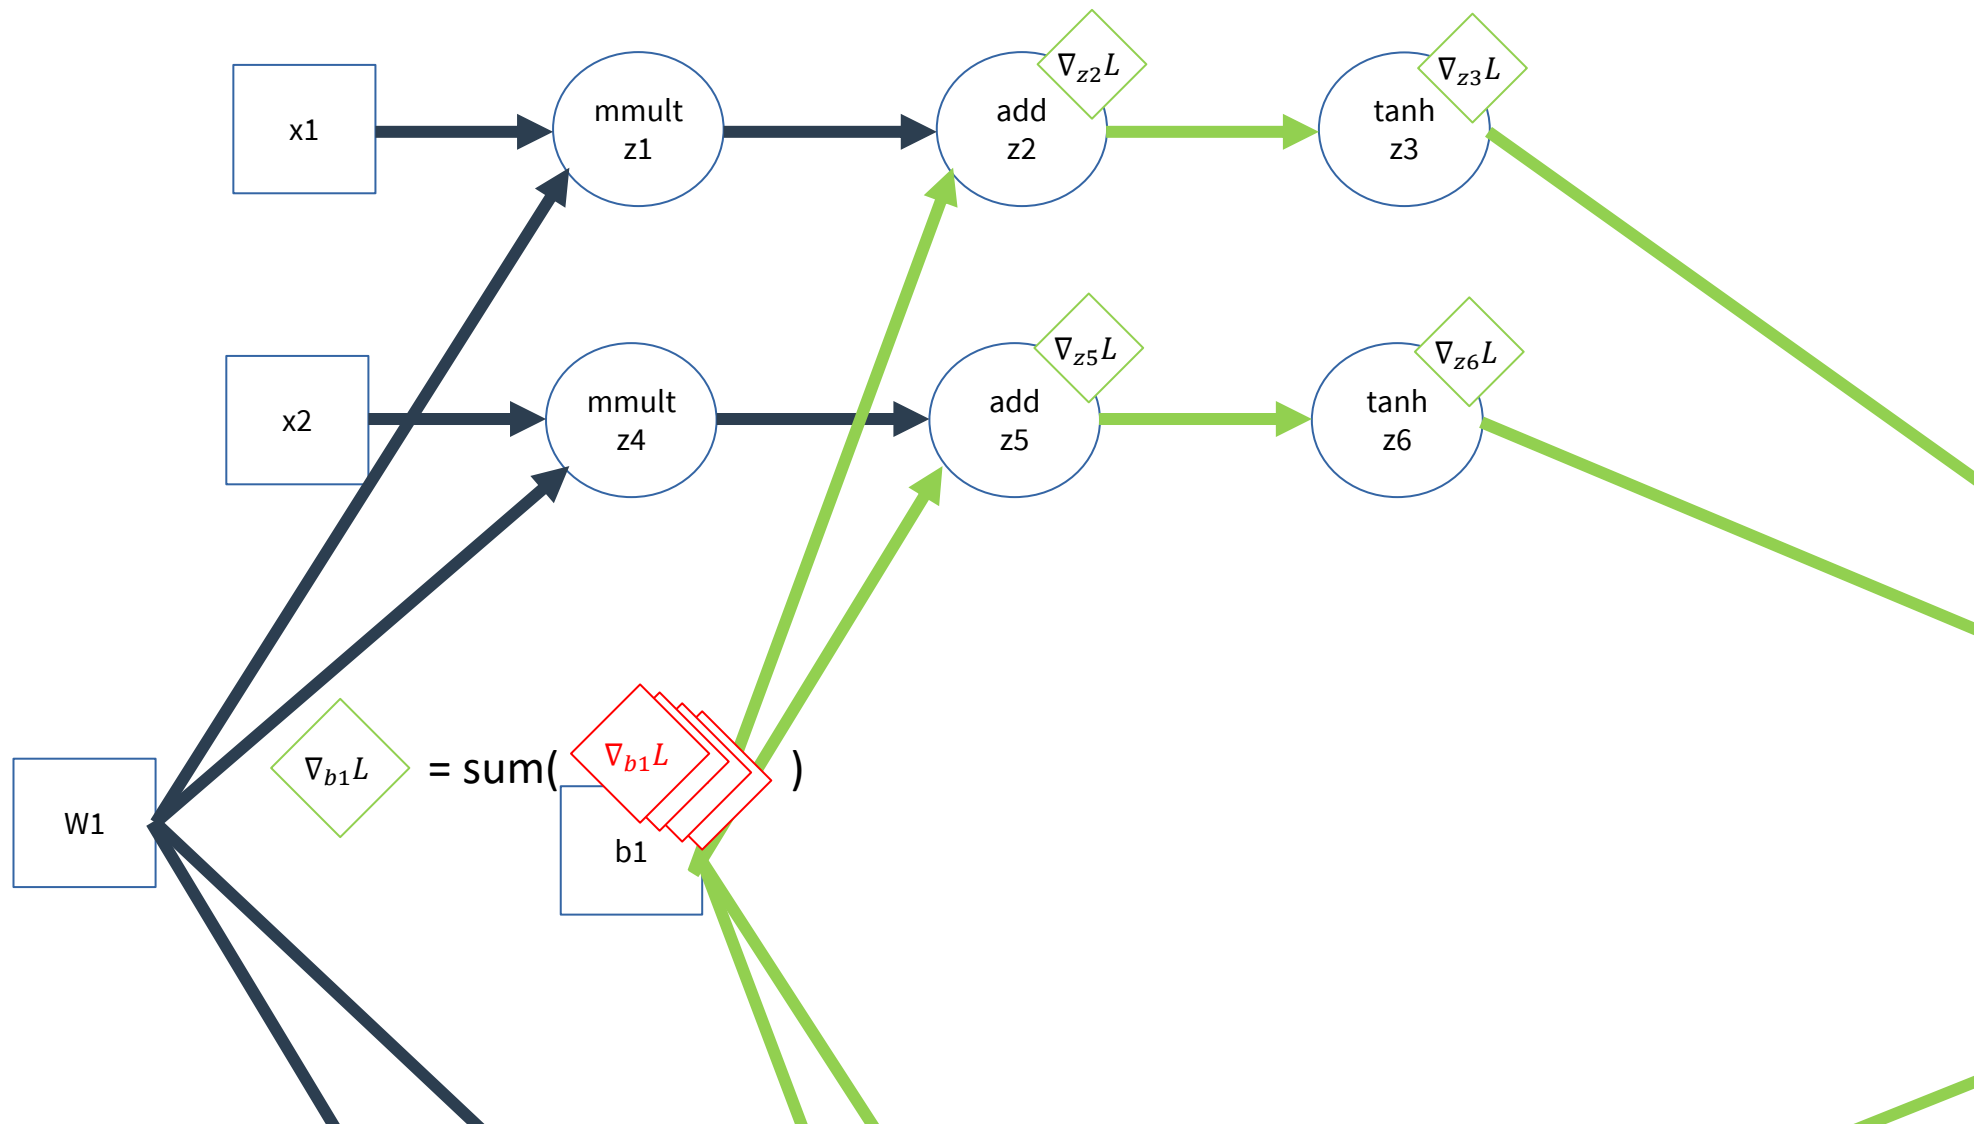 x1
mmult
z1
add
z2
∇z2L
tanh
z3
∇z3L
x2
mmult
z4
add
z5
∇z5L
tanh
z6
∇z6L
W1
∇b1L = sum( ∇b1L )
b1